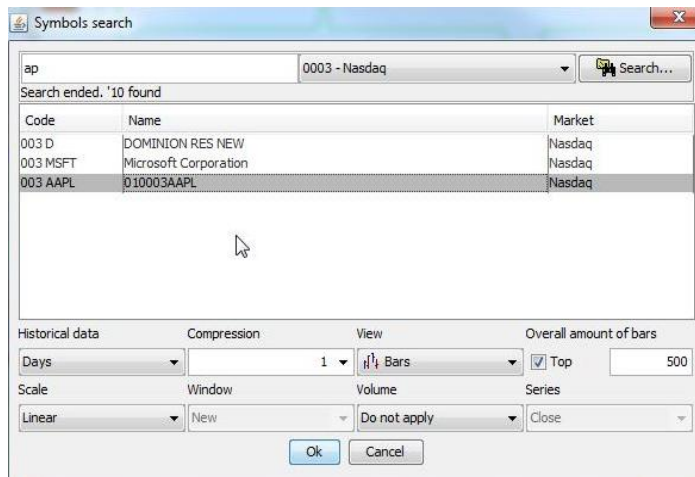 Symbols search
ap 0003 - Nasdaq Search...
Search ended. '10 found
Code Name Market
003 D DOMINION RES NEW Nasdaq
003 MSFT Microsoft Corporation Nasdaq
003 AAPL 010003AAPL Nasdaq
Historical data Compression View Overall amount of bars
Days 1 Bars Top 500
Scale Window Volume Series
Linear New Do not apply Close
Ok Cancel